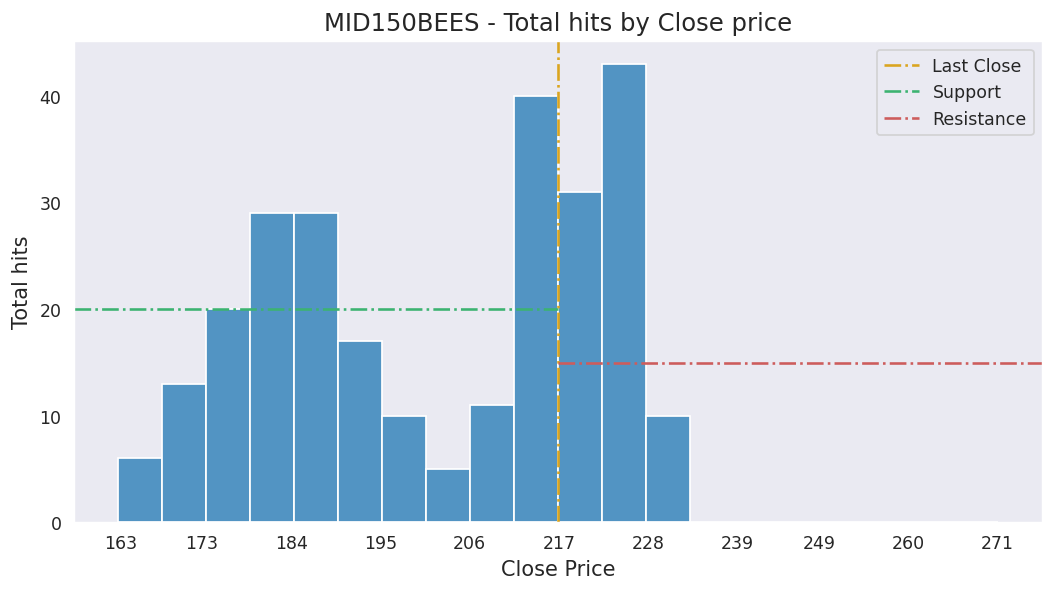 MID150BEES - Total hits by Close price
Last Close
Support
Resistance
Total hits
40
30
20
10
0
163 173 184 195 206 217 228 239 249 260 271
Close Price